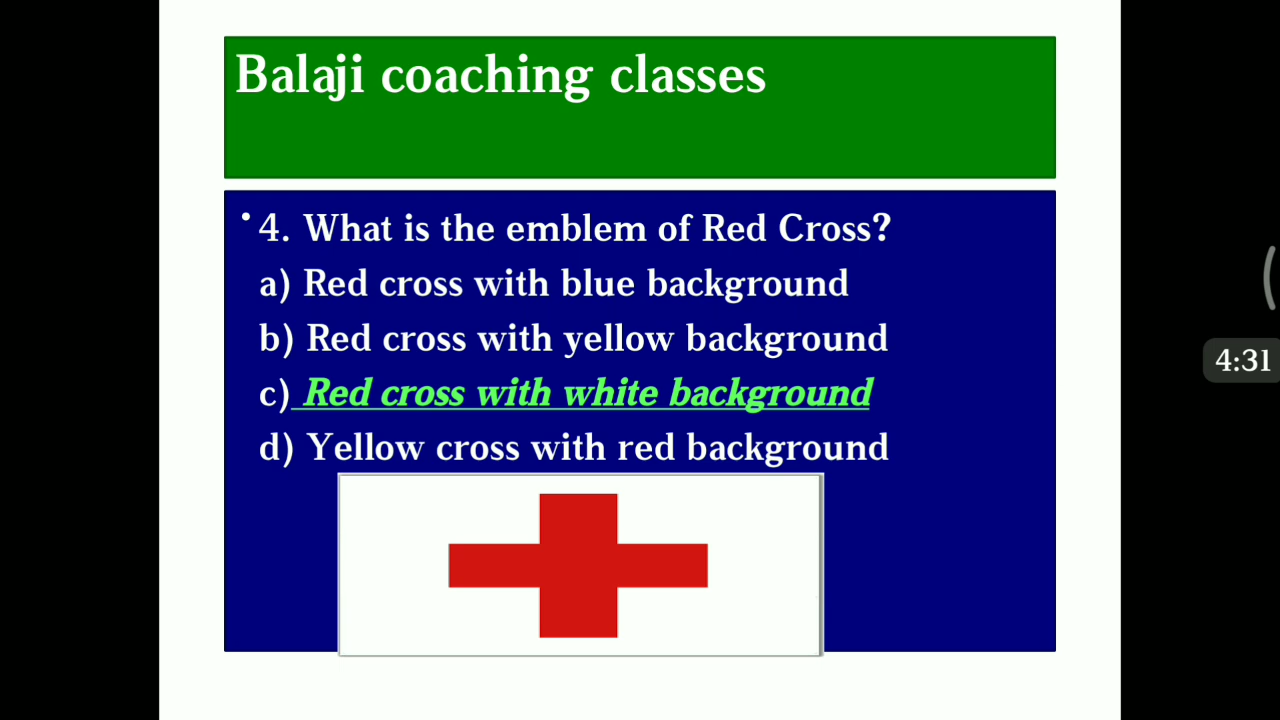 Balaji coaching classes
• 4. What is the emblem of Red Cross?
a) Red cross with blue background
b) Red cross with yellow background
c) Red cross with white background
d) Yellow cross with red background
4:31